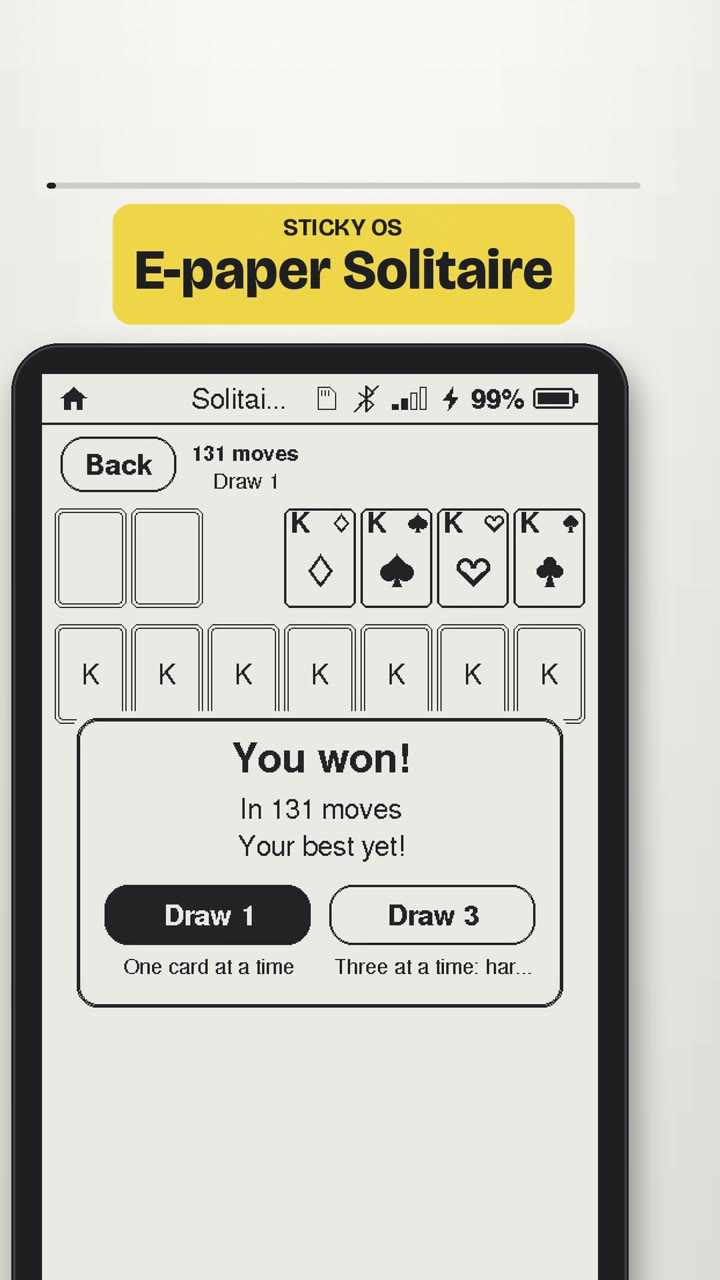 STICKY OS
E-paper Solitaire
Solitai... 99%
Back
131 moves
Draw 1
K K K K
K K K K K K K
You won!
In 131 moves
Your best yet!
Draw 1 Draw 3
One card at a time Three at a time: har...